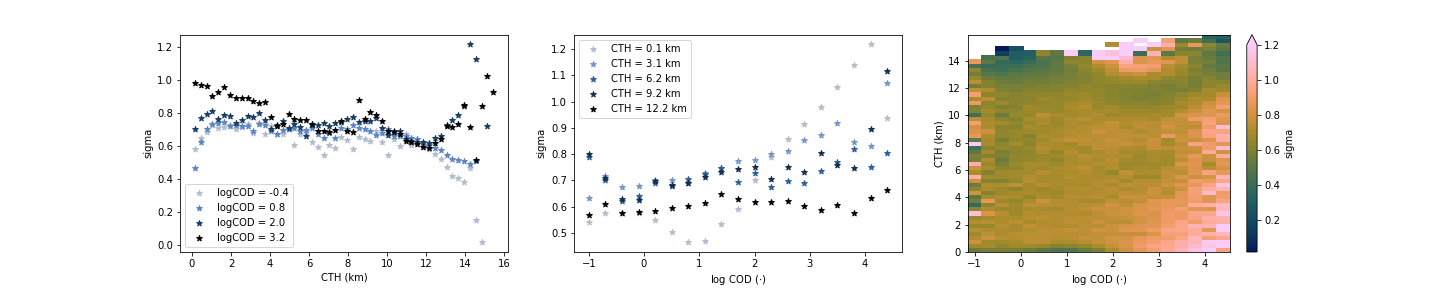 1.2
1.0
0.8
0.6
0.4
0.2
0.0
sigma
logCOD = -0.4
logCOD = 0.8
logCOD = 2.0
logCOD = 3.2
0 2 4 6 8 10 12 14 16
CTH (km)
1.2
1.1
1.0
0.9
0.8
0.7
0.6
0.5
sigma
CTH = 0.1 km
CTH = 3.1 km
CTH = 6.2 km
CTH = 9.2 km
CTH = 12.2 km
−1 0 1 2 3 4
log COD (·)
14
12
10
8
6
4
2
0
CTH (km)
−1 0 1 2 3 4
log COD (·)
1.2
1.0
0.8
0.6
0.4
0.2
sigma